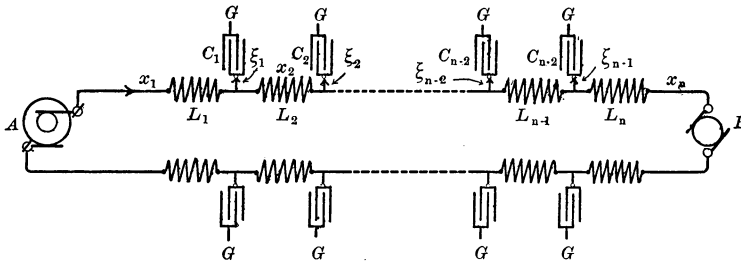 G G G G
C₁ ξ₁ C₂ ξ₂ Cₙ₋₂ Cₙ₋₂ ξₙ₋₁
x₁ x₂ ξₙ₋₂ xₙ
A
L₁ L₂ Lₙ₋₁ Lₙ
G G G G